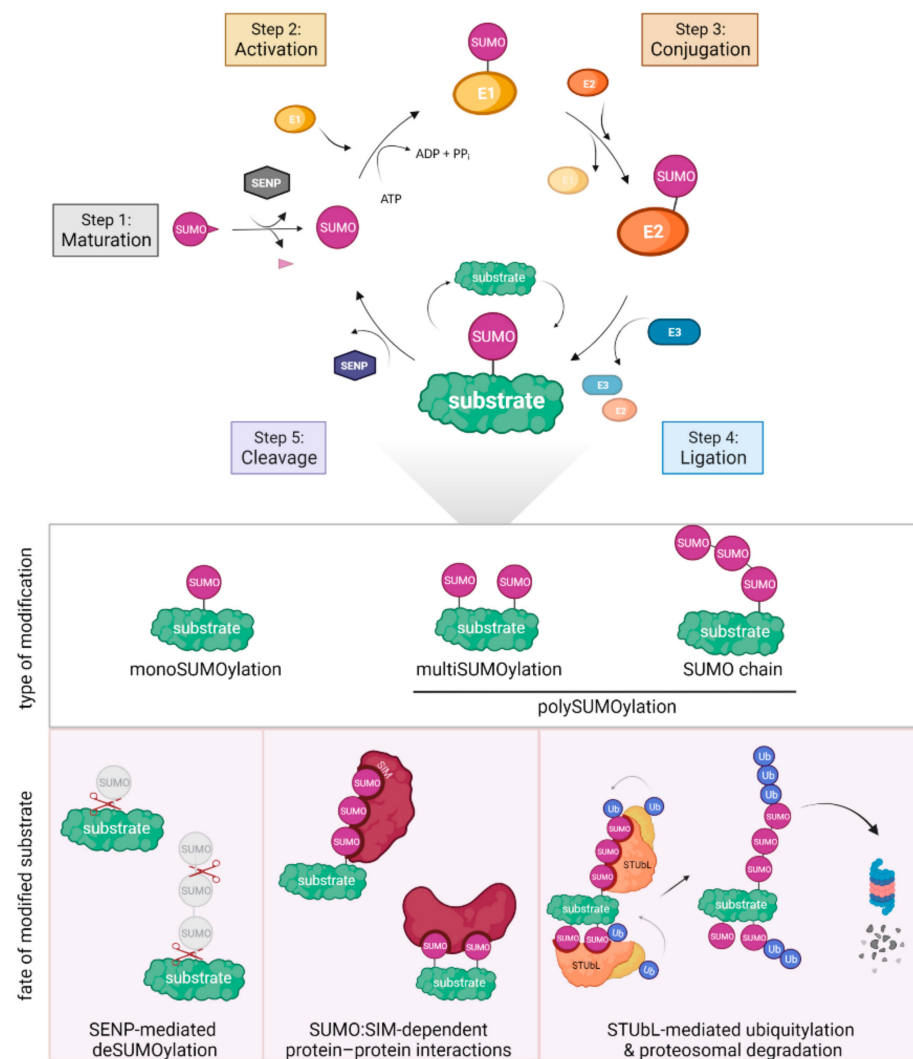 Step 2:
Activation
Step 3:
Conjugation
SUMO
E1
E2
E1
ADP + PPi
ATP
E1
SUMO
E2
SENP
Step 1:
Maturation
SUMO
SUMO
substrate
SUMO
substrate
SENP
E3
E3
E2
Step 5:
Cleavage
Step 4:
Ligation
type of modification
SUMO
substrate
monoSUMOylation
SUMO
SUMO
substrate
multiSUMOylation
SUMO
SUMO
SUMO
substrate
SUMO chain
polySUMOylation
fate of modified substrate
SUMO
substrate
SUMO
SUMO
SUMO
substrate
SENP-mediated
deSUMOylation
SIM
SUMO
SUMO
SUMO
substrate
SUMO
SUMO
substrate
SUMO:SIM-dependent
protein–protein interactions
Ub
Ub
SUMO
SUMO
SUMO
STUbL
substrate
SUMO
SUMO
Ub
STUbL
Ub
Ub
Ub
Ub
SUMO
SUMO
SUMO
substrate
SUMO
SUMO
Ub
Ub
STUbL-mediated ubiquitylation
& proteosomal degradation